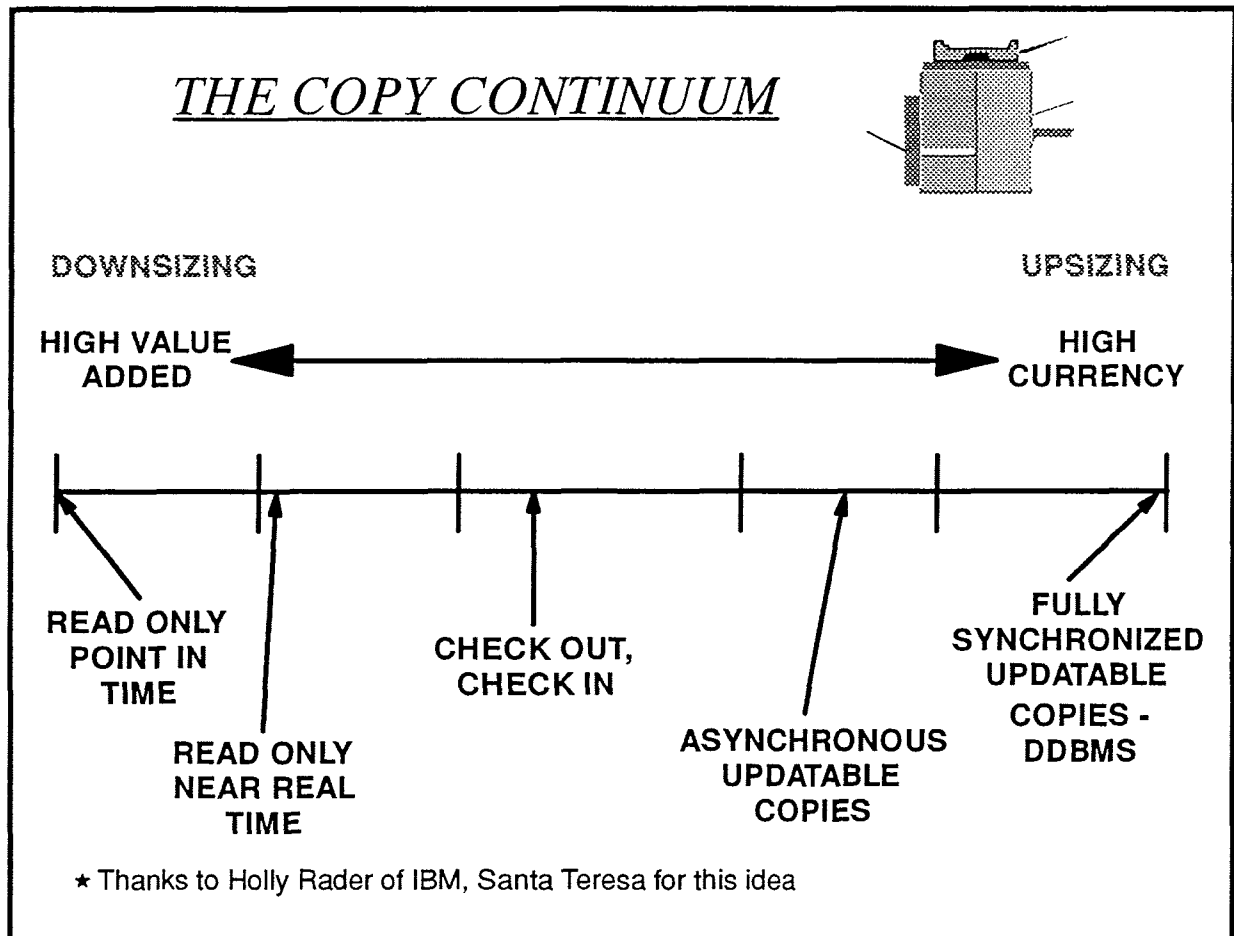 THE COPY CONTINUUM
DOWNSIZING
UPSIZING
HIGH VALUE
ADDED
HIGH
CURRENCY
READ ONLY
POINT IN
TIME
READ ONLY
NEAR REAL
TIME
CHECK OUT,
CHECK IN
ASYNCHRONOUS
UPDATABLE
COPIES
FULLY
SYNCHRONIZED
UPDATABLE
COPIES -
DDBMS
★ Thanks to Holly Rader of IBM, Santa Teresa for this idea